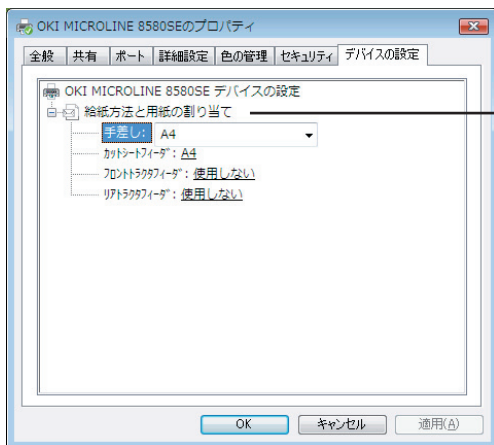 OKI MICROLINE 8580SEのプロパティ
全般 共有 ポート 詳細設定 色の管理 セキュリティ デバイスの設定
OKI MICROLINE 8580SE デバイスの設定
給紙方法と用紙の割り当て
手差し: A4
ｶｯﾄｼｰﾄﾌｨｰﾀﾞ: A4
ﾌﾛﾝﾄﾄﾗｸﾀﾌｨｰﾀﾞ: 使用しない
ﾘｱﾄﾗｸﾀﾌｨｰﾀﾞ: 使用しない
OK キャンセル 適用(A)